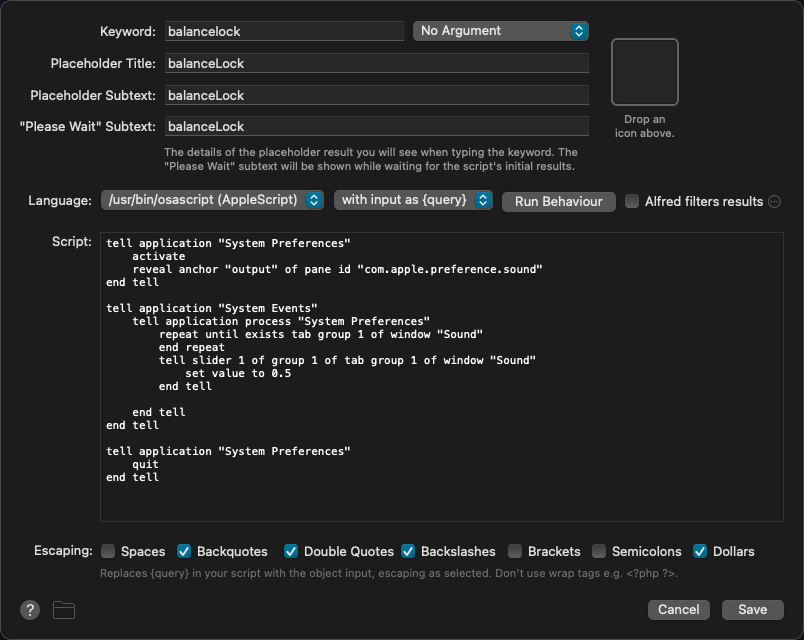 Keyword: balancelock No Argument
Placeholder Title: balanceLock
Placeholder Subtext: balanceLock
"Please Wait" Subtext: balanceLock
Drop an
icon above.
The details of the placeholder result you will see when typing the keyword. The
"Please Wait" subtext will be shown while waiting for the script's initial results.
Language: /usr/bin/osascript (AppleScript) with input as {query} Run Behaviour Alfred filters results
Script:
tell application "System Preferences"
    activate
    reveal anchor "output" of pane id "com.apple.preference.sound"
end tell

tell application "System Events"
    tell application process "System Preferences"
        repeat until exists tab group 1 of window "Sound"
        end repeat
        tell slider 1 of group 1 of tab group 1 of window "Sound"
            set value to 0.5
        end tell

    end tell
end tell

tell application "System Preferences"
    quit
end tell
Escaping: Spaces Backquotes Double Quotes Backslashes Brackets Semicolons Dollars
Replaces {query} in your script with the object input, escaping as selected. Don't use wrap tags e.g. <?php ?>.
? Cancel Save